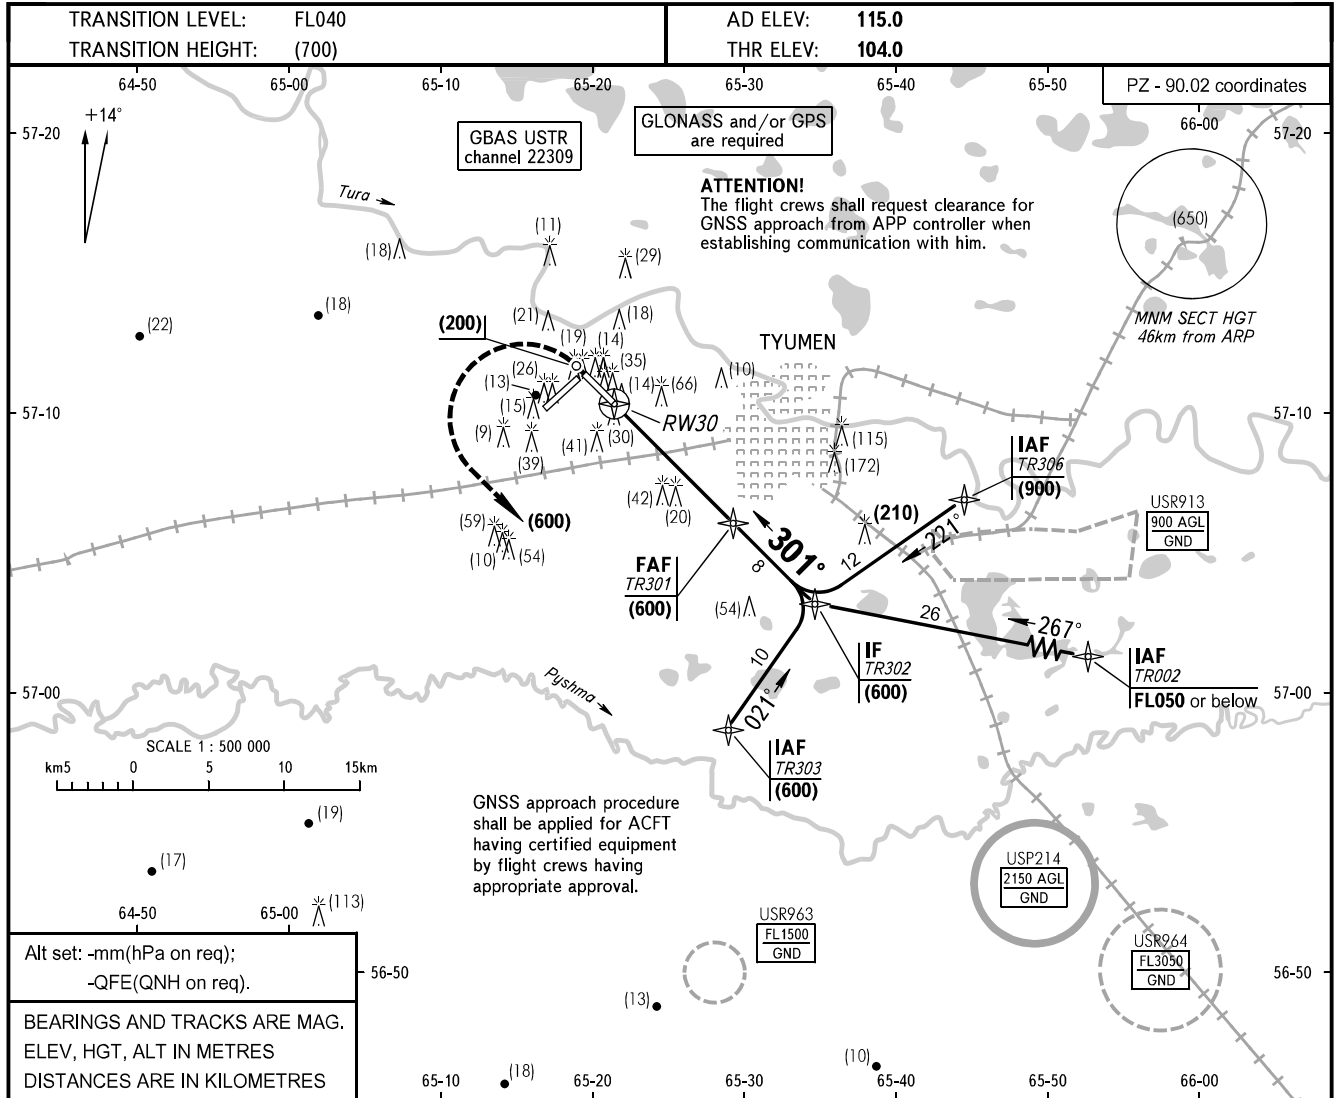 TRANSITION LEVEL: FL040
TRANSITION HEIGHT: (700)
AD ELEV: 115.0
THR ELEV: 104.0
64-50 65-00 65-10 65-20 65-30 65-40 65-50
PZ - 90.02 coordinates
66-00
57-20
57-20
+14°
GBAS USTR
channel 22309
GLONASS and/or GPS
are required
ATTENTION!
The flight crews shall request clearance for
GNSS approach from APP controller when
establishing communication with him.
Tura
(18)
(11)
(29)
(650)
MNM SECT HGT
46km from ARP
(22)
(18)
(200)
(21)
(18)
(19)
(14)
(35)
(26)
(13)
(15)
(14)
(66)
(10)
TYUMEN
RW30
(9)
(39)
(41)
(30)
57-10
57-10
(115)
(172)
IAF
TR306
(900)
(42)
(20)
(210)
USR913
900 AGL
GND
(59)
(10)
(54)
(600)
301°
221°
12
8
FAF
TR301
(600)
(54)
26
267°
IF
TR302
(600)
IAF
TR002
FL050 or below
10
021°
Pyshma
57-00
57-00
IAF
TR303
(600)
SCALE 1 : 500 000
km5 0 5 10 15km
GNSS approach procedure
shall be applied for ACFT
having certified equipment
by flight crews having
appropriate approval.
(19)
(17)
(113)
64-50 65-00
USP214
2150 AGL
GND
USR963
FL1500
GND
USR964
FL3050
GND
Alt set: -mm(hPa on req);
-QFE(QNH on req).
56-50
56-50
(13)
(18)
(10)
BEARINGS AND TRACKS ARE MAG.
ELEV, HGT, ALT IN METRES
DISTANCES ARE IN KILOMETRES
65-10 65-20 65-30 65-40 65-50 66-00